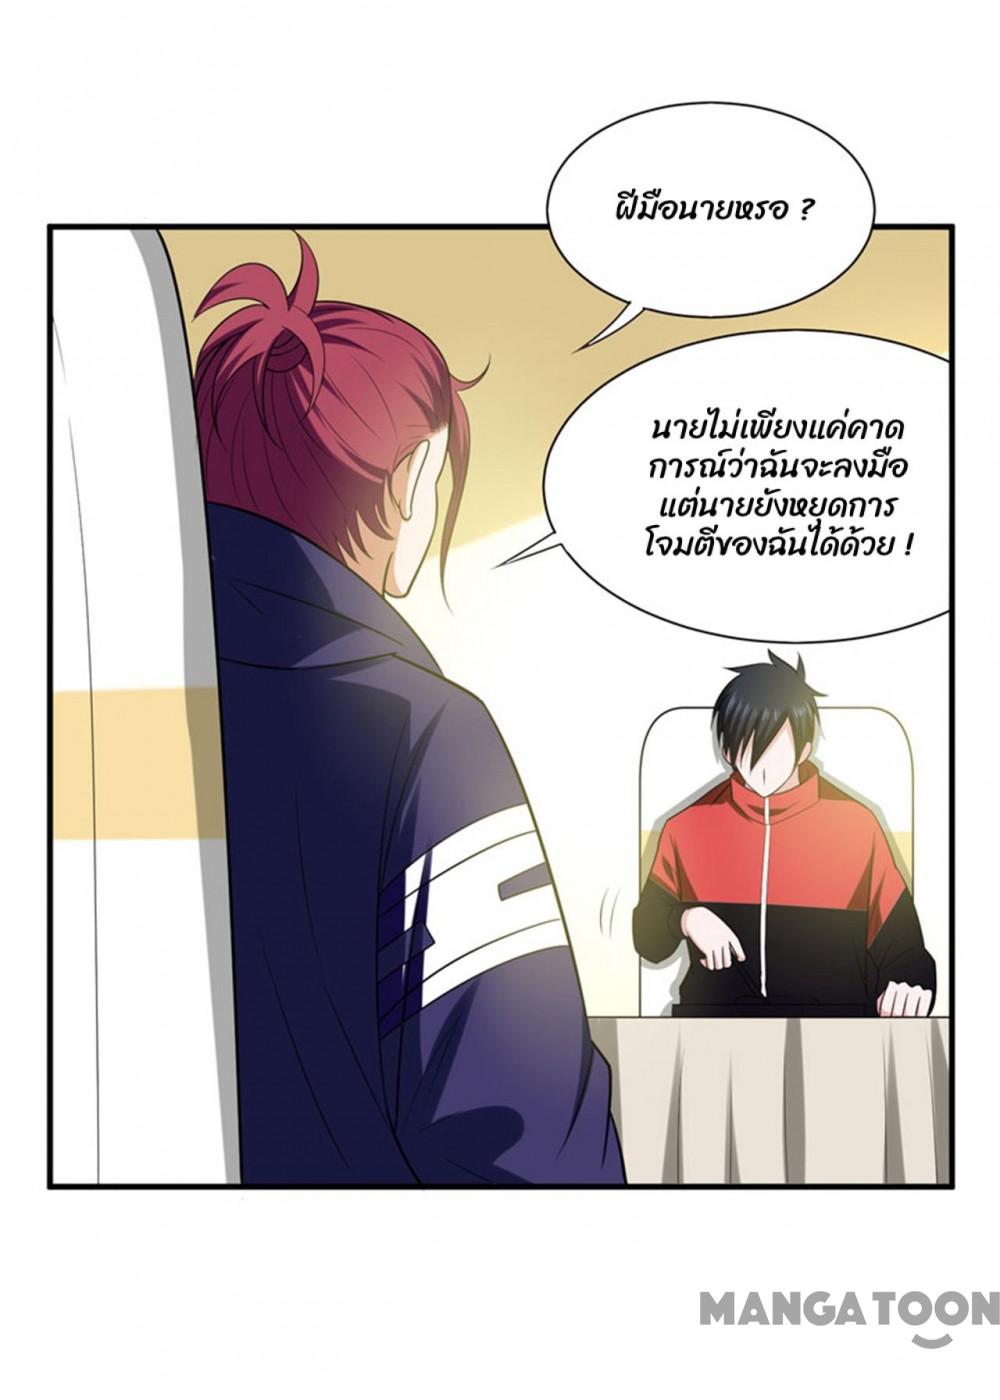 ฝีมือนายหรอ ?
นายไม่เพียงแค่คาด
การณ์ว่าฉันจะลงมือ
แต่นายยังหยุดการ
โจมตีของฉันได้ด้วย !
MANGATOON